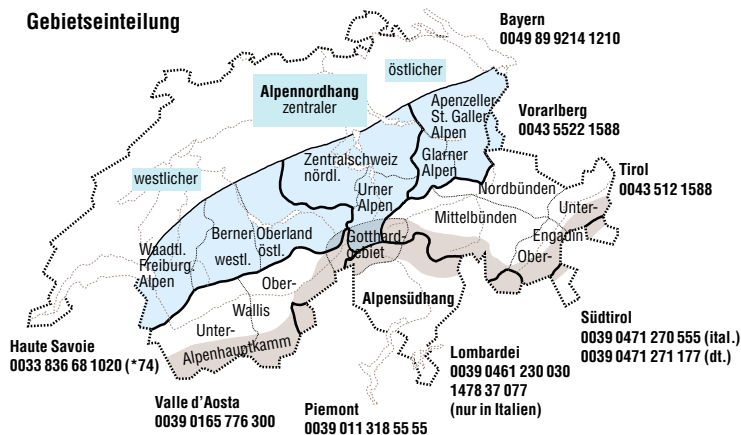 Gebietseinteilung
Bayern
0049 89 9214 1210
östlicher
Alpennordhang
zentraler
westlicher
Apenzeller
St. Galler
Alpen
Glarner
Alpen
Vorarlberg
0043 5522 1588
Zentralschweiz
nördl.
Urner
Alpen
Tirol
0043 512 1588
Nordbünden
Mittelbünden
Unter-
Engadin
Ober-
Berner Oberland
östl.
westl.
Waadtl.
Freiburg.
Alpen
Gotthard-
gebiet
Ober-
Wallis
Unter-
Alpenhauptkamm
Alpensüdhang
Südtirol
0039 0471 270 555 (ital.)
0039 0471 271 177 (dt.)
Haute Savoie
0033 836 68 1020 (*74)
Lombardei
0039 0461 230 030
1478 37 077
(nur in Italien)
Valle d'Aosta
0039 0165 776 300
Piemont
0039 011 318 55 55